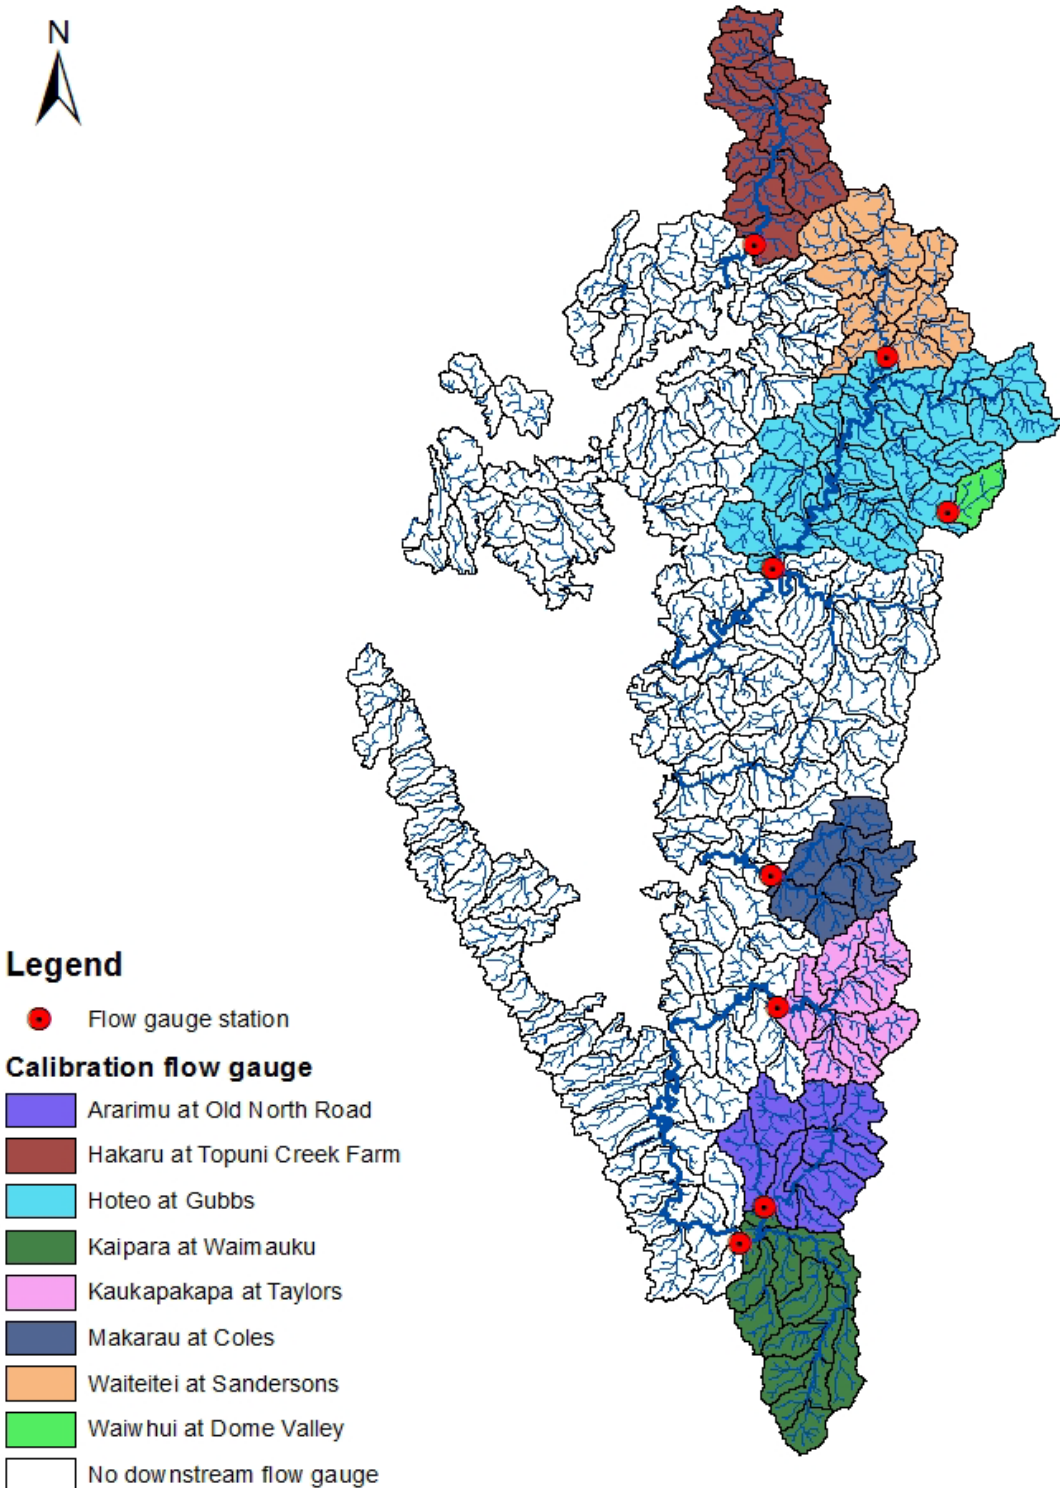 N
Legend
Flow gauge station
Calibration flow gauge
Ararimu at Old North Road
Hakaru at Topuni Creek Farm
Hoteo at Gubbs
Kaipara at Waimauku
Kaukapakapa at Taylors
Makarau at Coles
Waiteitei at Sandersons
Waiwhui at Dome Valley
No downstream flow gauge